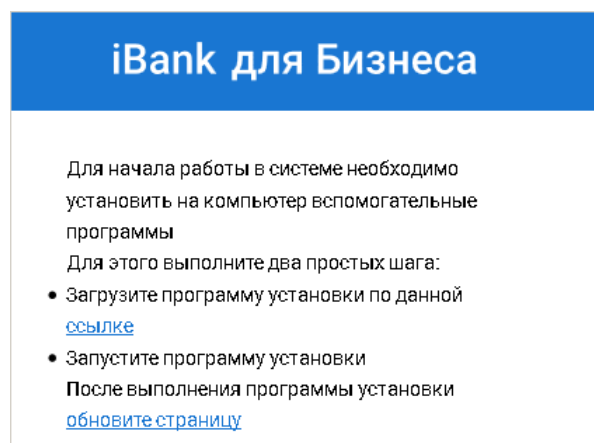 iBank для Бизнеса
Для начала работы в системе необходимо
установить на компьютер вспомогательные
программы
Для этого выполните два простых шага:
• Загрузите программу установки по данной
ссылке
• Запустите программу установки
После выполнения программы установки
обновите страницу